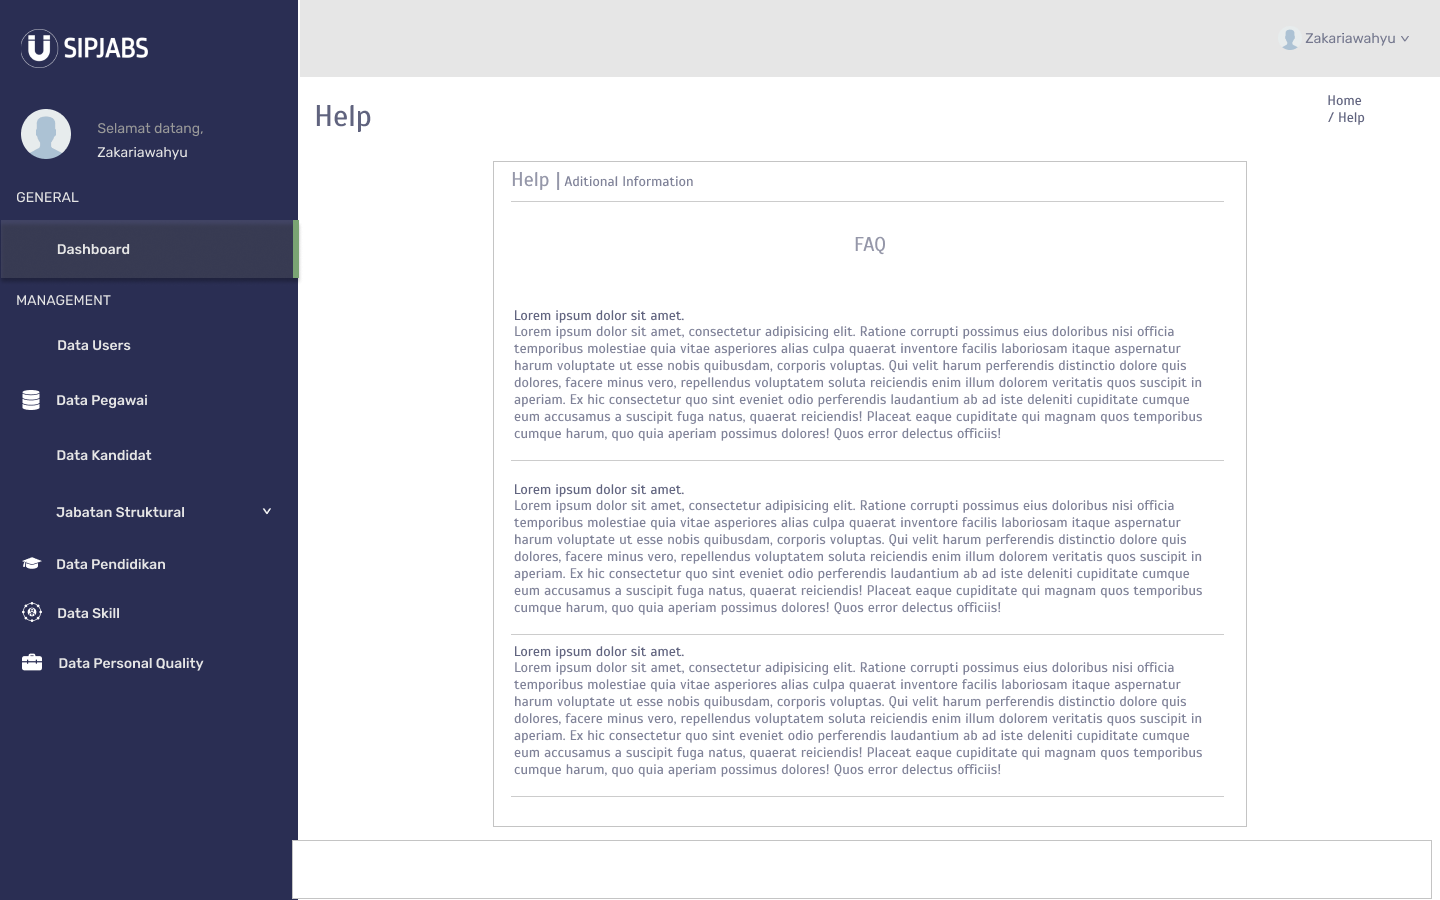 SIPJABS
Zakariawahyu
Selamat datang,
Zakariawahyu
GENERAL
Dashboard
MANAGEMENT
Data Users
Data Pegawai
Data Kandidat
Jabatan Struktural
Data Pendidikan
Data Skill
Data Personal Quality
Help
Home
/ Help
Help | Aditional Information
FAQ
Lorem ipsum dolor sit amet.
Lorem ipsum dolor sit amet, consectetur adipisicing elit. Ratione corrupti possimus eius doloribus nisi officia
temporibus molestiae quia vitae asperiores alias culpa quaerat inventore facilis laboriosam itaque aspernatur
harum voluptate ut esse nobis quibusdam, corporis voluptas. Qui velit harum perferendis distinctio dolore quis
dolores, facere minus vero, repellendus voluptatem soluta reiciendis enim illum dolorem veritatis quos suscipit in
aperiam. Ex hic consectetur quo sint eveniet odio perferendis laudantium ab ad iste deleniti cupiditate cumque
eum accusamus a suscipit fuga natus, quaerat reiciendis! Placeat eaque cupiditate qui magnam quos temporibus
cumque harum, quo quia aperiam possimus dolores! Quos error delectus officiis!
Lorem ipsum dolor sit amet.
Lorem ipsum dolor sit amet, consectetur adipisicing elit. Ratione corrupti possimus eius doloribus nisi officia
temporibus molestiae quia vitae asperiores alias culpa quaerat inventore facilis laboriosam itaque aspernatur
harum voluptate ut esse nobis quibusdam, corporis voluptas. Qui velit harum perferendis distinctio dolore quis
dolores, facere minus vero, repellendus voluptatem soluta reiciendis enim illum dolorem veritatis quos suscipit in
aperiam. Ex hic consectetur quo sint eveniet odio perferendis laudantium ab ad iste deleniti cupiditate cumque
eum accusamus a suscipit fuga natus, quaerat reiciendis! Placeat eaque cupiditate qui magnam quos temporibus
cumque harum, quo quia aperiam possimus dolores! Quos error delectus officiis!
Lorem ipsum dolor sit amet.
Lorem ipsum dolor sit amet, consectetur adipisicing elit. Ratione corrupti possimus eius doloribus nisi officia
temporibus molestiae quia vitae asperiores alias culpa quaerat inventore facilis laboriosam itaque aspernatur
harum voluptate ut esse nobis quibusdam, corporis voluptas. Qui velit harum perferendis distinctio dolore quis
dolores, facere minus vero, repellendus voluptatem soluta reiciendis enim illum dolorem veritatis quos suscipit in
aperiam. Ex hic consectetur quo sint eveniet odio perferendis laudantium ab ad iste deleniti cupiditate cumque
eum accusamus a suscipit fuga natus, quaerat reiciendis! Placeat eaque cupiditate qui magnam quos temporibus
cumque harum, quo quia aperiam possimus dolores! Quos error delectus officiis!